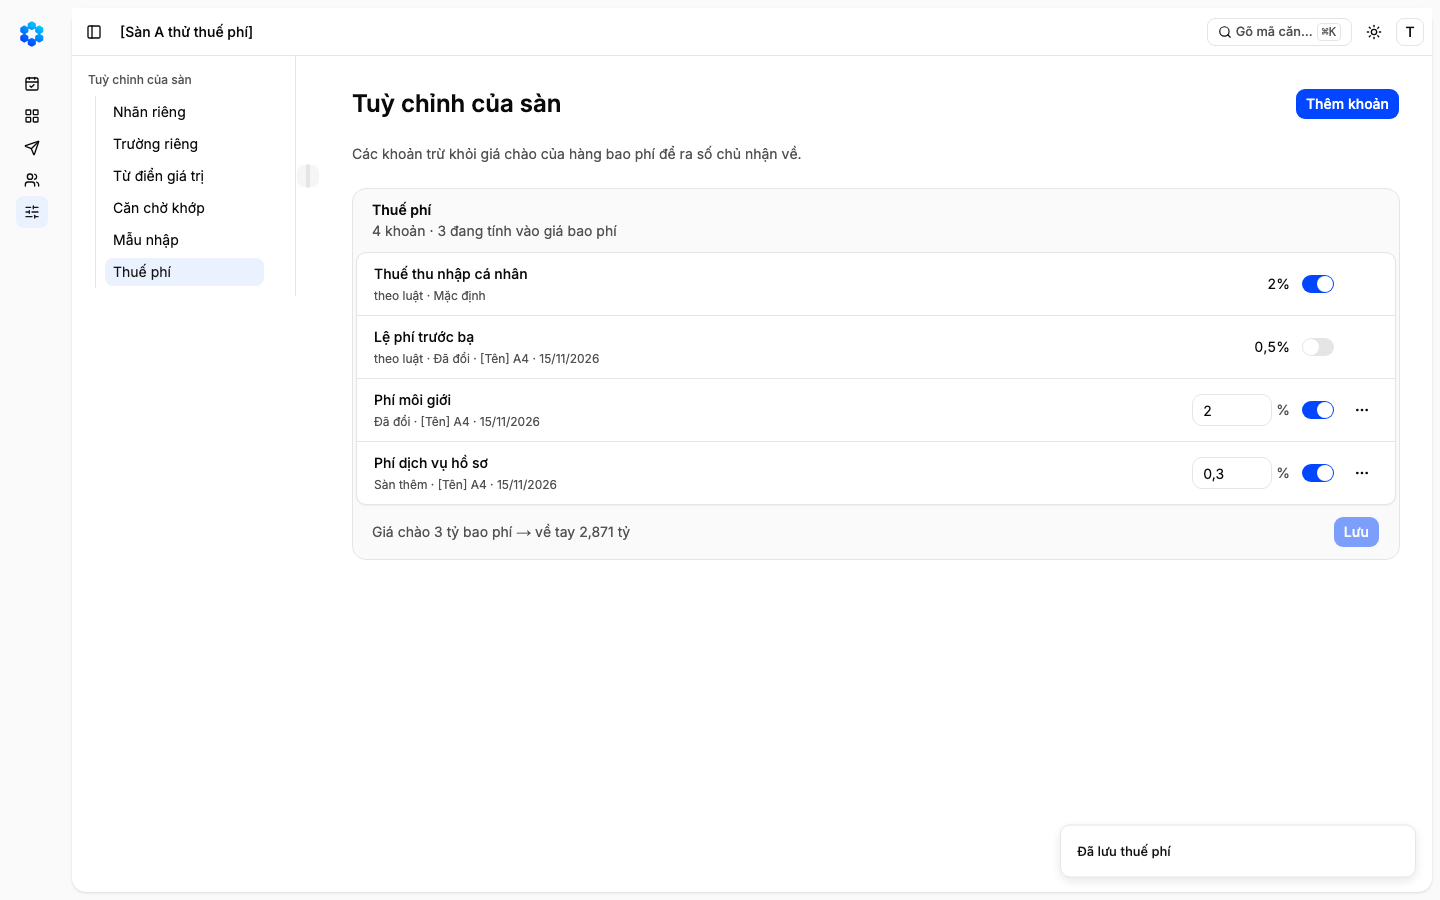 [Sàn A thử thuế phí]
Gõ mã căn... ⌘K
T
Tuỳ chỉnh của sàn
Nhãn riêng
Trường riêng
Từ điển giá trị
Căn chờ khớp
Mẫu nhập
Thuế phí
Tuỳ chỉnh của sàn
Thêm khoản
Các khoản trừ khỏi giá chào của hàng bao phí để ra số chủ nhận về.
Thuế phí
4 khoản · 3 đang tính vào giá bao phí
Thuế thu nhập cá nhân
theo luật · Mặc định
2%
Lệ phí trước bạ
theo luật · Đã đổi · [Tên] A4 · 15/11/2026
0,5%
Phí môi giới
Đã đổi · [Tên] A4 · 15/11/2026
2 %
Phí dịch vụ hồ sơ
Sàn thêm · [Tên] A4 · 15/11/2026
0,3 %
Giá chào 3 tỷ bao phí → về tay 2,871 tỷ
Lưu
Đã lưu thuế phí